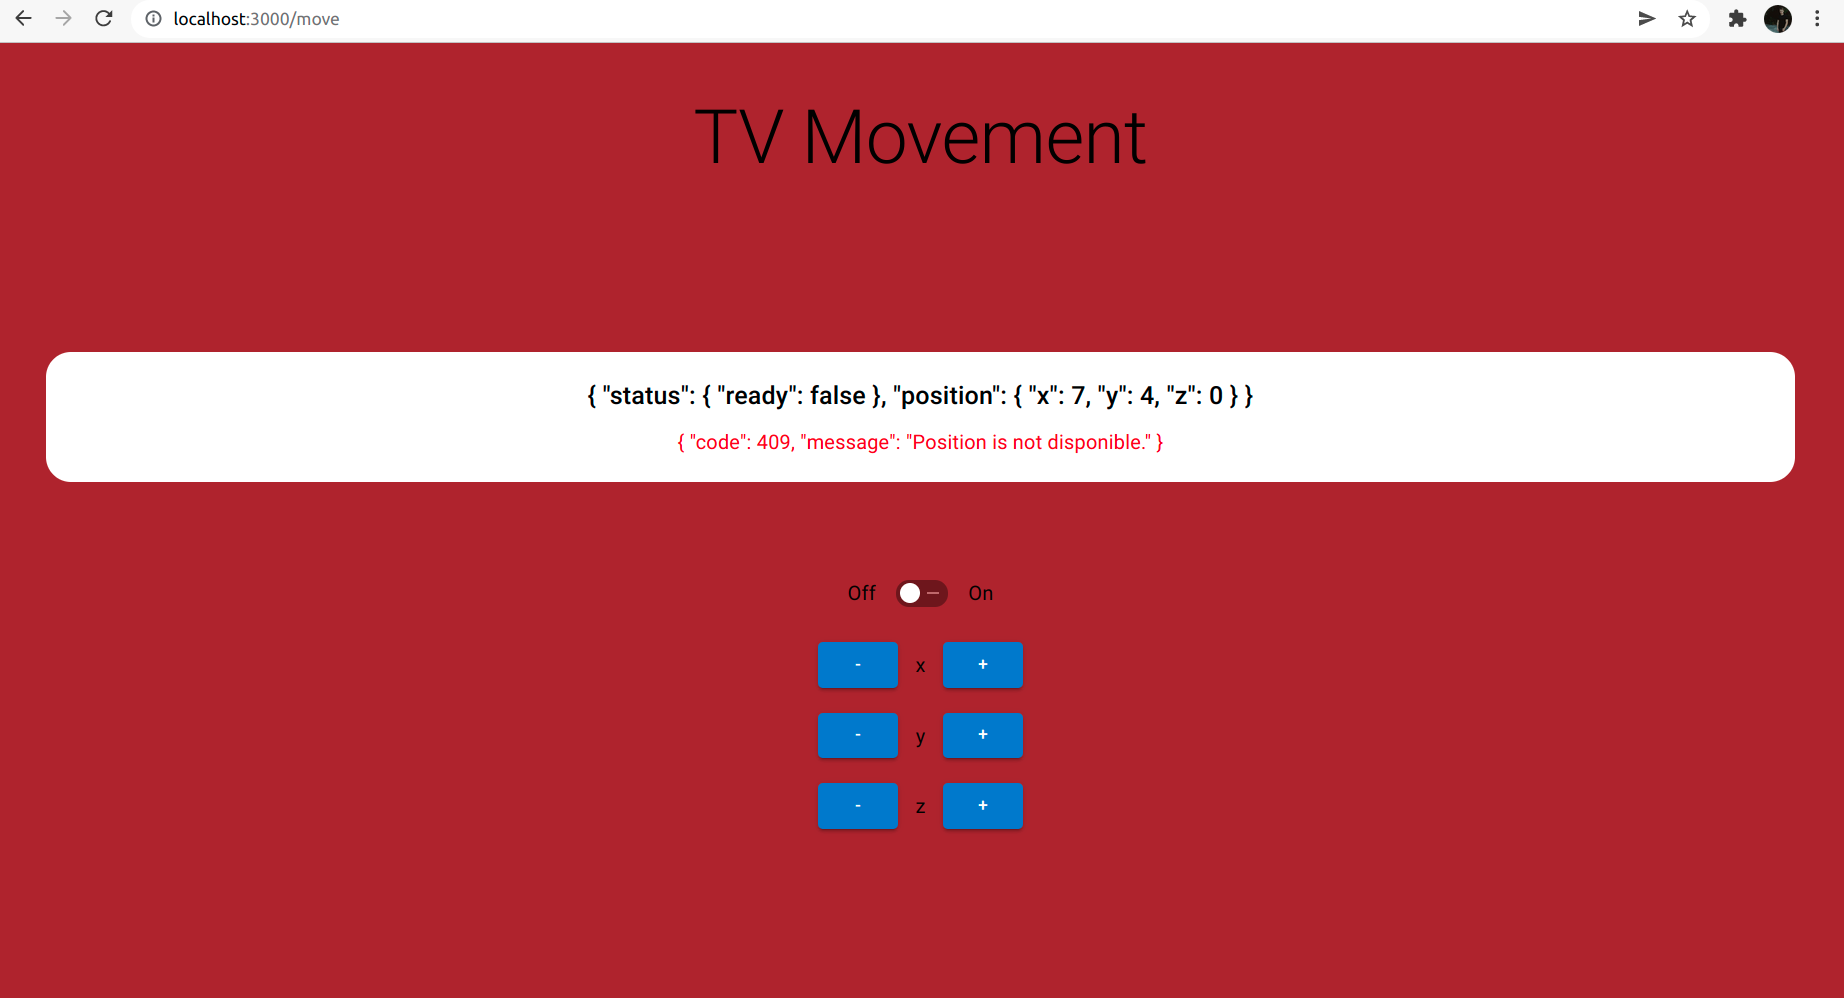 localhost:3000/move
TV Movement
{ "status": { "ready": false }, "position": { "x": 7, "y": 4, "z": 0 } }
{ "code": 409, "message": "Position is not disponible." }
Off On
- x +
- y +
- z +